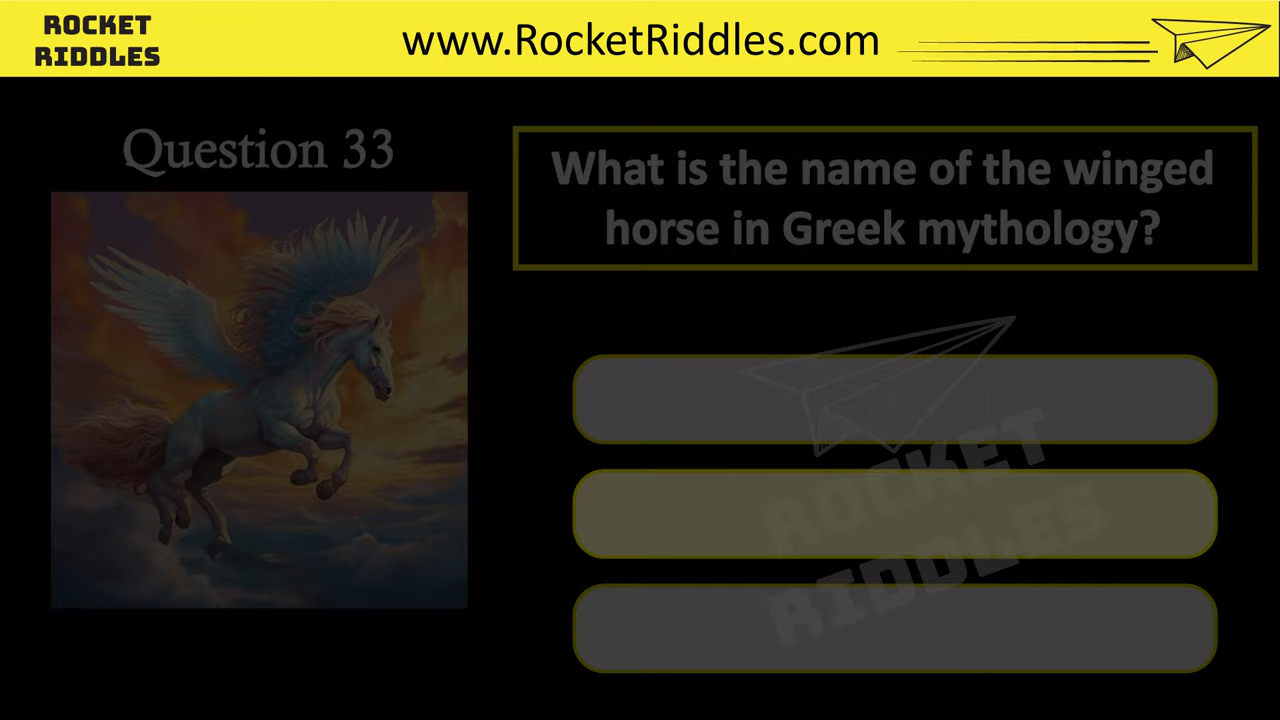 ROCKET
RIDDLES
www.RocketRiddles.com
Question 33
What is the name of the winged
horse in Greek mythology?
ROCKET
RIDDLES